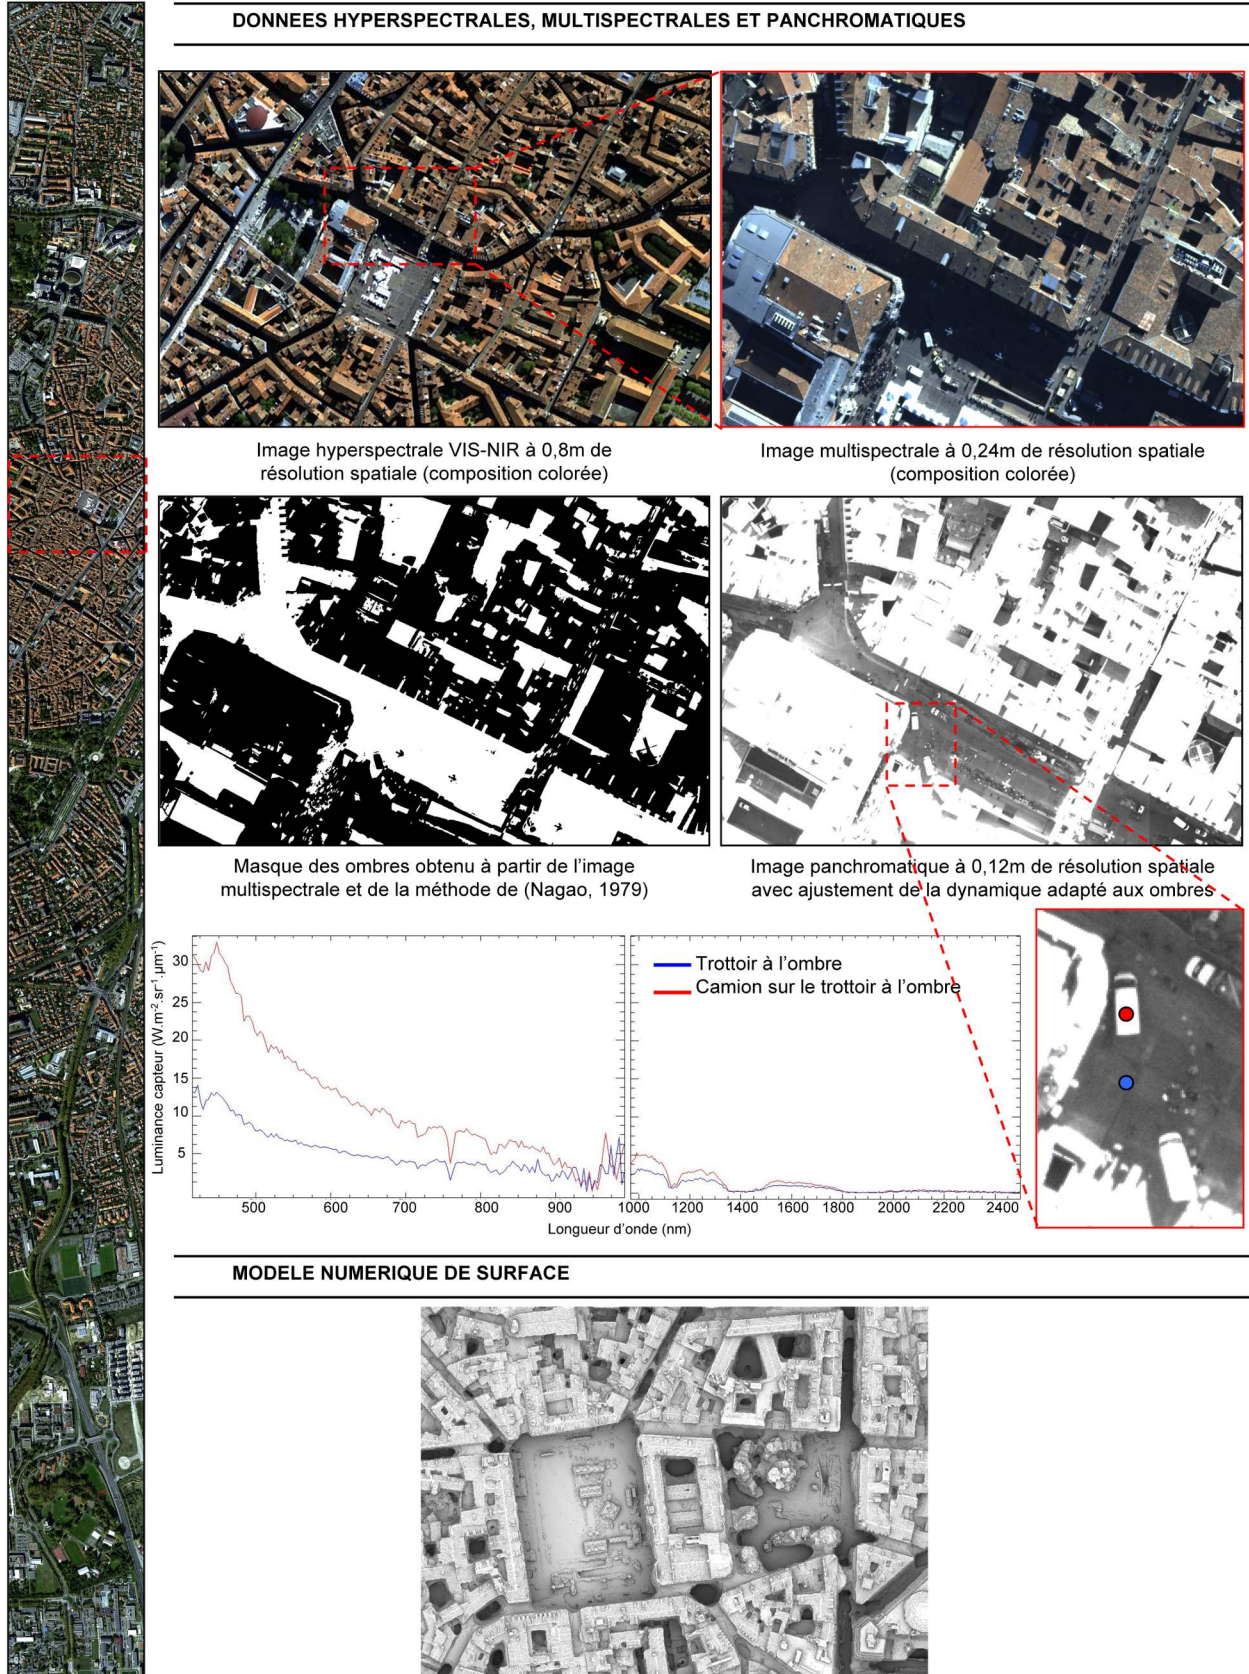 DONNEES HYPERSPECTRALES, MULTISPECTRALES ET PANCHROMATIQUES
Image hyperspectrale VIS-NIR à 0,8m de
résolution spatiale (composition colorée)
Image multispectrale à 0,24m de résolution spatiale
(composition colorée)
Masque des ombres obtenu à partir de l’image
multispectrale et de la méthode de (Nagao, 1979)
Image panchromatique à 0,12m de résolution spatiale
avec ajustement de la dynamique adapté aux ombres
Luminance capteur (W.m⁻².sr⁻¹.µm⁻¹)
30
25
20
15
10
5
Trottoir à l’ombre
Camion sur le trottoir à l’ombre
500 600 700 800 900 1000 1200 1400 1600 1800 2000 2200 2400
Longueur d’onde (nm)
MODELE NUMERIQUE DE SURFACE